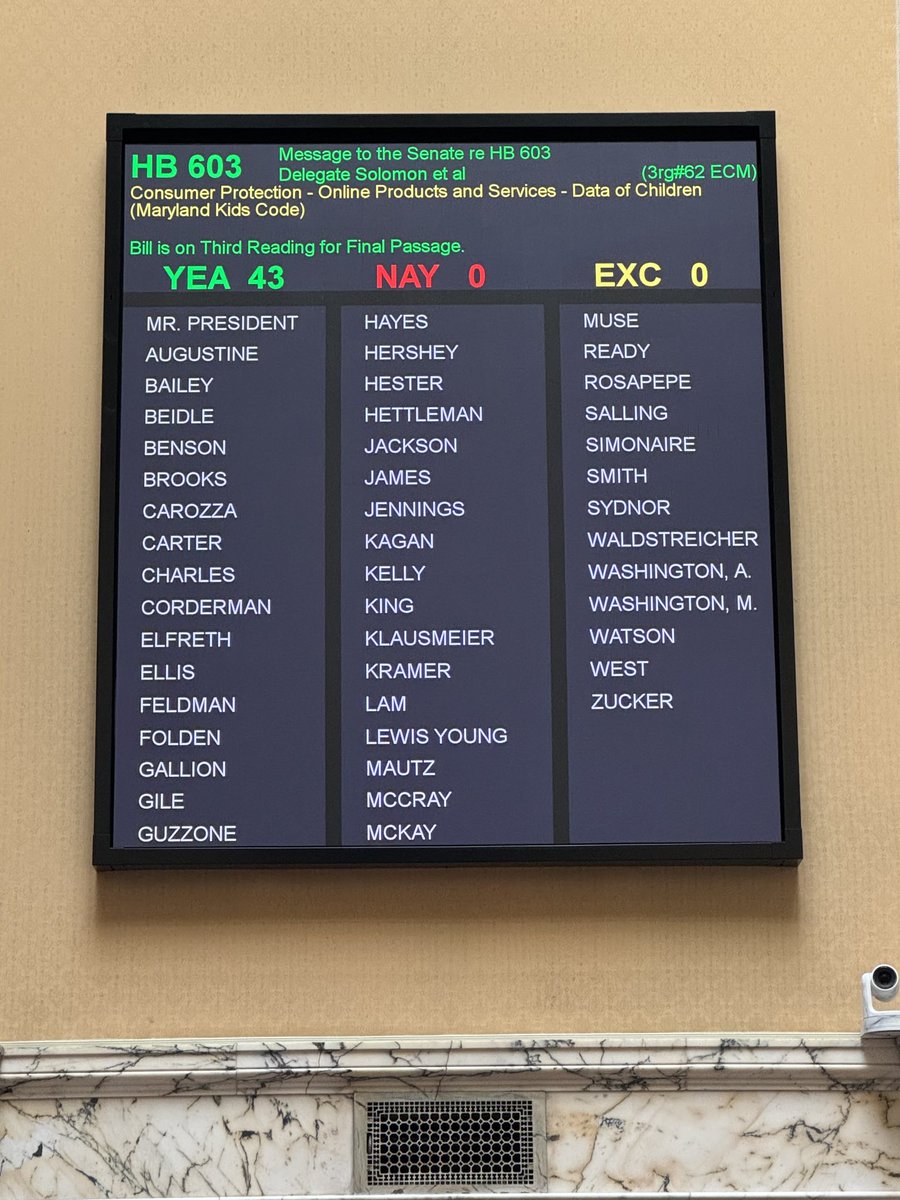 HB 603
Message to the Senate re HB 603
Delegate Solomon et al (3rg#62 ECM)
Consumer Protection - Online Products and Services - Data of Children
(Maryland Kids Code)
Bill is on Third Reading for Final Passage.
YEA 43 NAY 0 EXC 0
MR. PRESIDENT
AUGUSTINE
BAILEY
BEIDLE
BENSON
BROOKS
CAROZZA
CARTER
CHARLES
CORDERMAN
ELFRETH
ELLIS
FELDMAN
FOLDEN
GALLION
GILE
GUZZONE
HAYES
HERSHEY
HESTER
HETTLEMAN
JACKSON
JAMES
JENNINGS
KAGAN
KELLY
KING
KLAUSMEIER
KRAMER
LAM
LEWIS YOUNG
MAUTZ
MCCRAY
MCKAY
MUSE
READY
ROSAPEPE
SALLING
SIMONAIRE
SMITH
SYDNOR
WALDSTREICHER
WASHINGTON, A.
WASHINGTON, M.
WATSON
WEST
ZUCKER